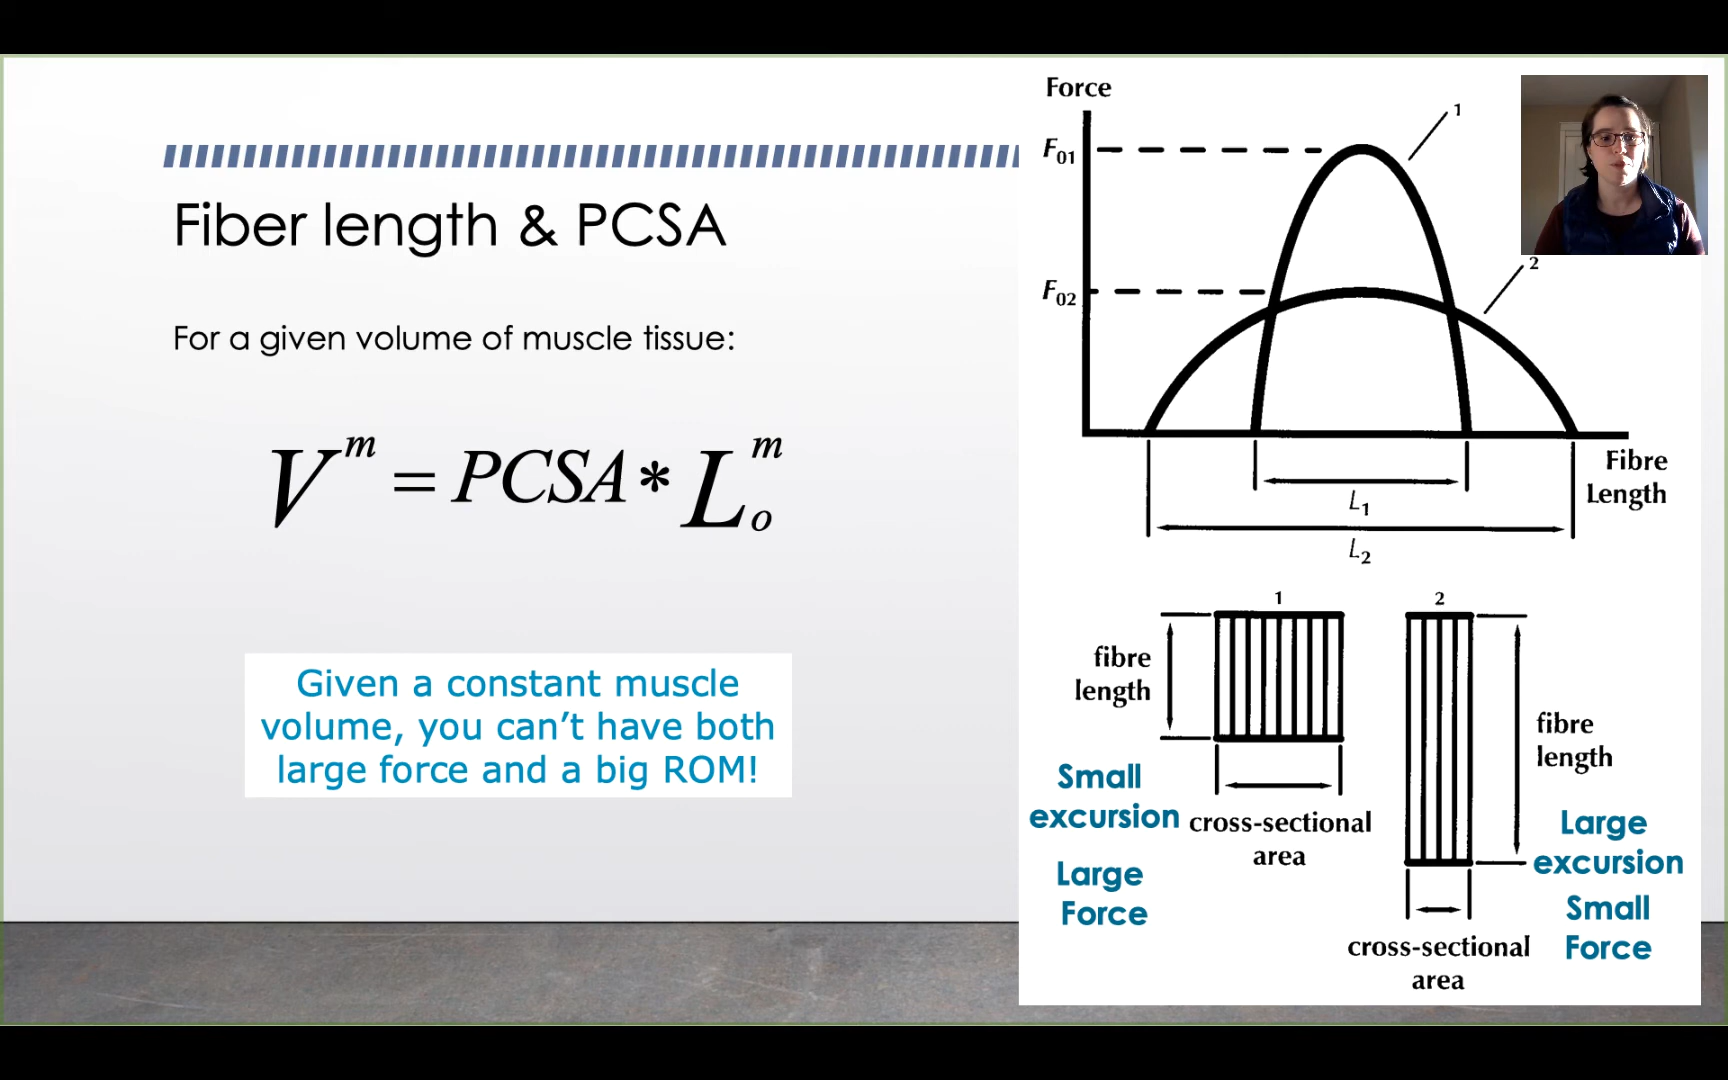 Fiber length & PCSA
For a given volume of muscle tissue:
V^m = PCSA * L_o^m
Given a constant muscle
volume, you can't have both
large force and a big ROM!
Force
1
F_01
2
F_02
Fibre
Length
L_1
L_2
1
fibre
length
cross-sectional
area
Small
excursion
Large
Force
2
fibre
length
cross-sectional
area
Large
excursion
Small
Force